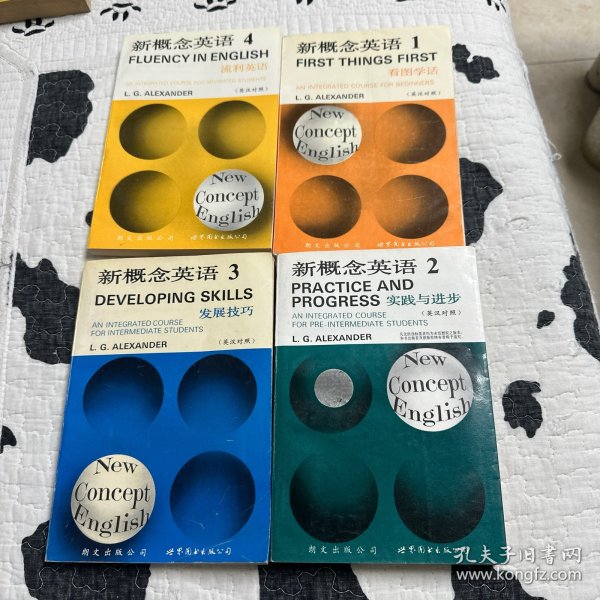 新概念英语 4
FLUENCY IN ENGLISH
流利英语
AN INTEGRATED COURSE FOR ADVANCED STUDENTS
L. G. ALEXANDER
(英汉对照)
New
Concept
English
朗文出版公司
世界图书出版公司
新概念英语 1
FIRST THINGS FIRST
看图学话
AN INTEGRATED COURSE FOR BEGINNERS
L. G. ALEXANDER
(英汉对照)
New
Concept
English
朗文出版公司
世界图书出版公司
新概念英语 3
DEVELOPING SKILLS
发展技巧
AN INTEGRATED COURSE
FOR INTERMEDIATE STUDENTS
L. G. ALEXANDER
(英汉对照)
New
Concept
English
朗文出版公司
世界图书出版公司
新概念英语 2
PRACTICE AND
PROGRESS 实践与进步
AN INTEGRATED COURSE
(英汉对照)
FOR PRE-INTERMEDIATE STUDENTS
L. G. ALEXANDER
New
Concept
English
朗文出版公司
世界图书出版公司
孔夫子旧书网
www.kongfz.com